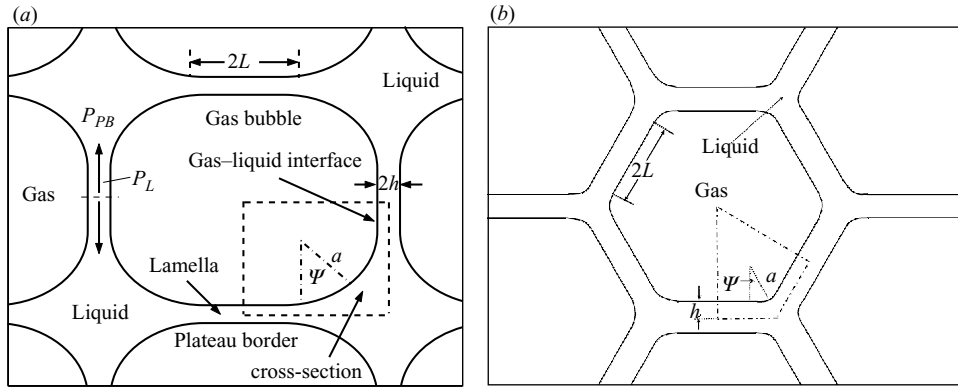 (a)
2L
Liquid
P_PB
Gas bubble
Gas–liquid interface
P_L
2h
Gas
a
Ψ
Lamella
Liquid
Plateau border
cross-section
(b)
Liquid
2L
Gas
Ψ
a
h